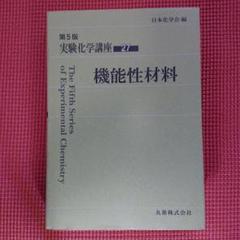 日本化学会 編
第5版
実験化学講座 27
The Fifth Series
of Experimental Chemistry
機能性材料
丸善株式会社